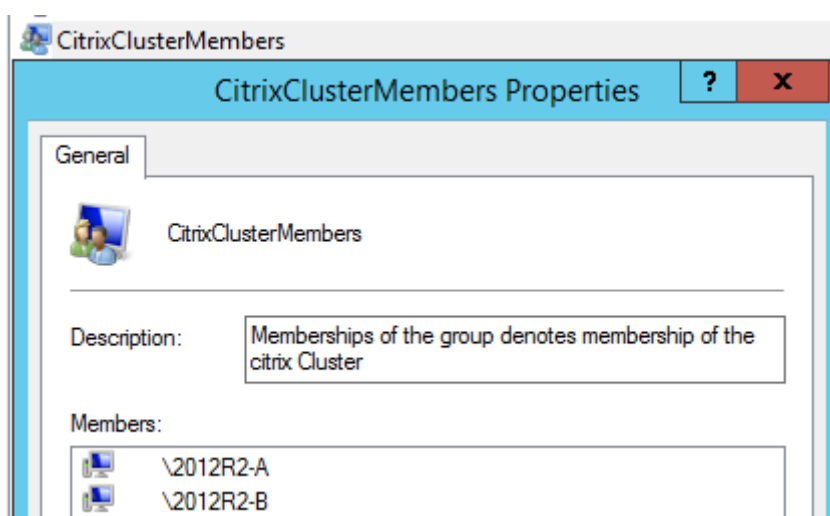 CitrixClusterMembers
CitrixClusterMembers Properties
? x
General
CitrixClusterMembers
Description:
Memberships of the group denotes membership of the
citrix Cluster
Members:
\2012R2-A
\2012R2-B